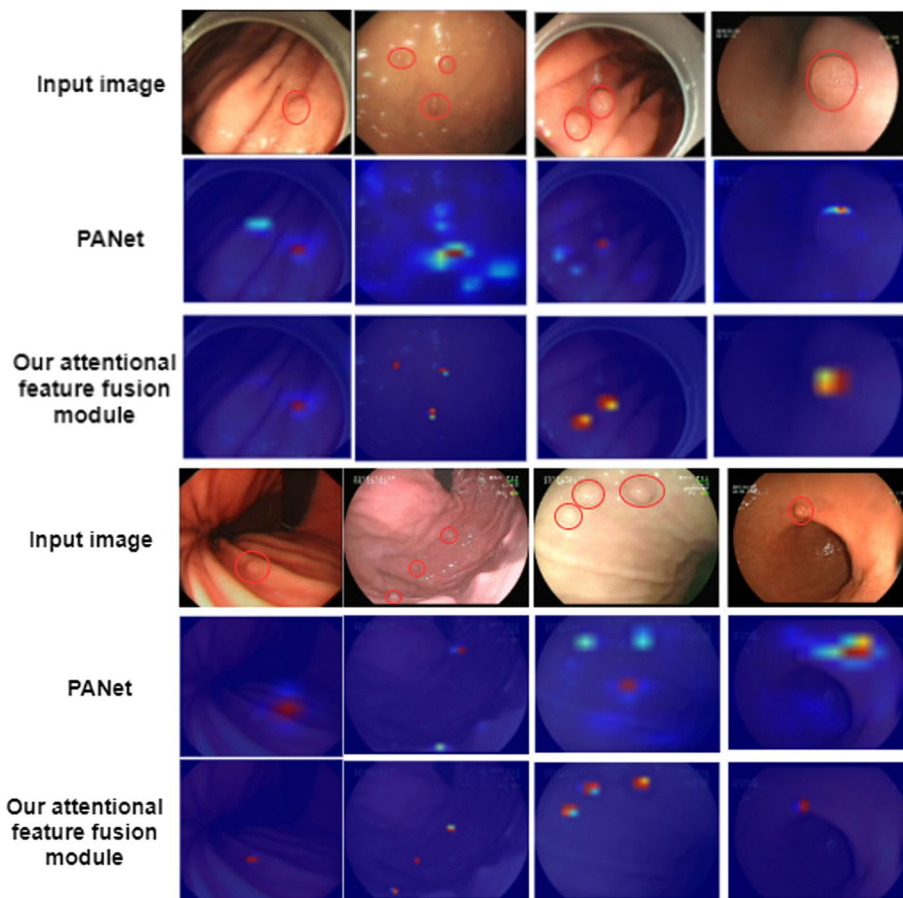 Input image
PANet
Our attentional
feature fusion
module
Input image
PANet
Our attentional
feature fusion
module